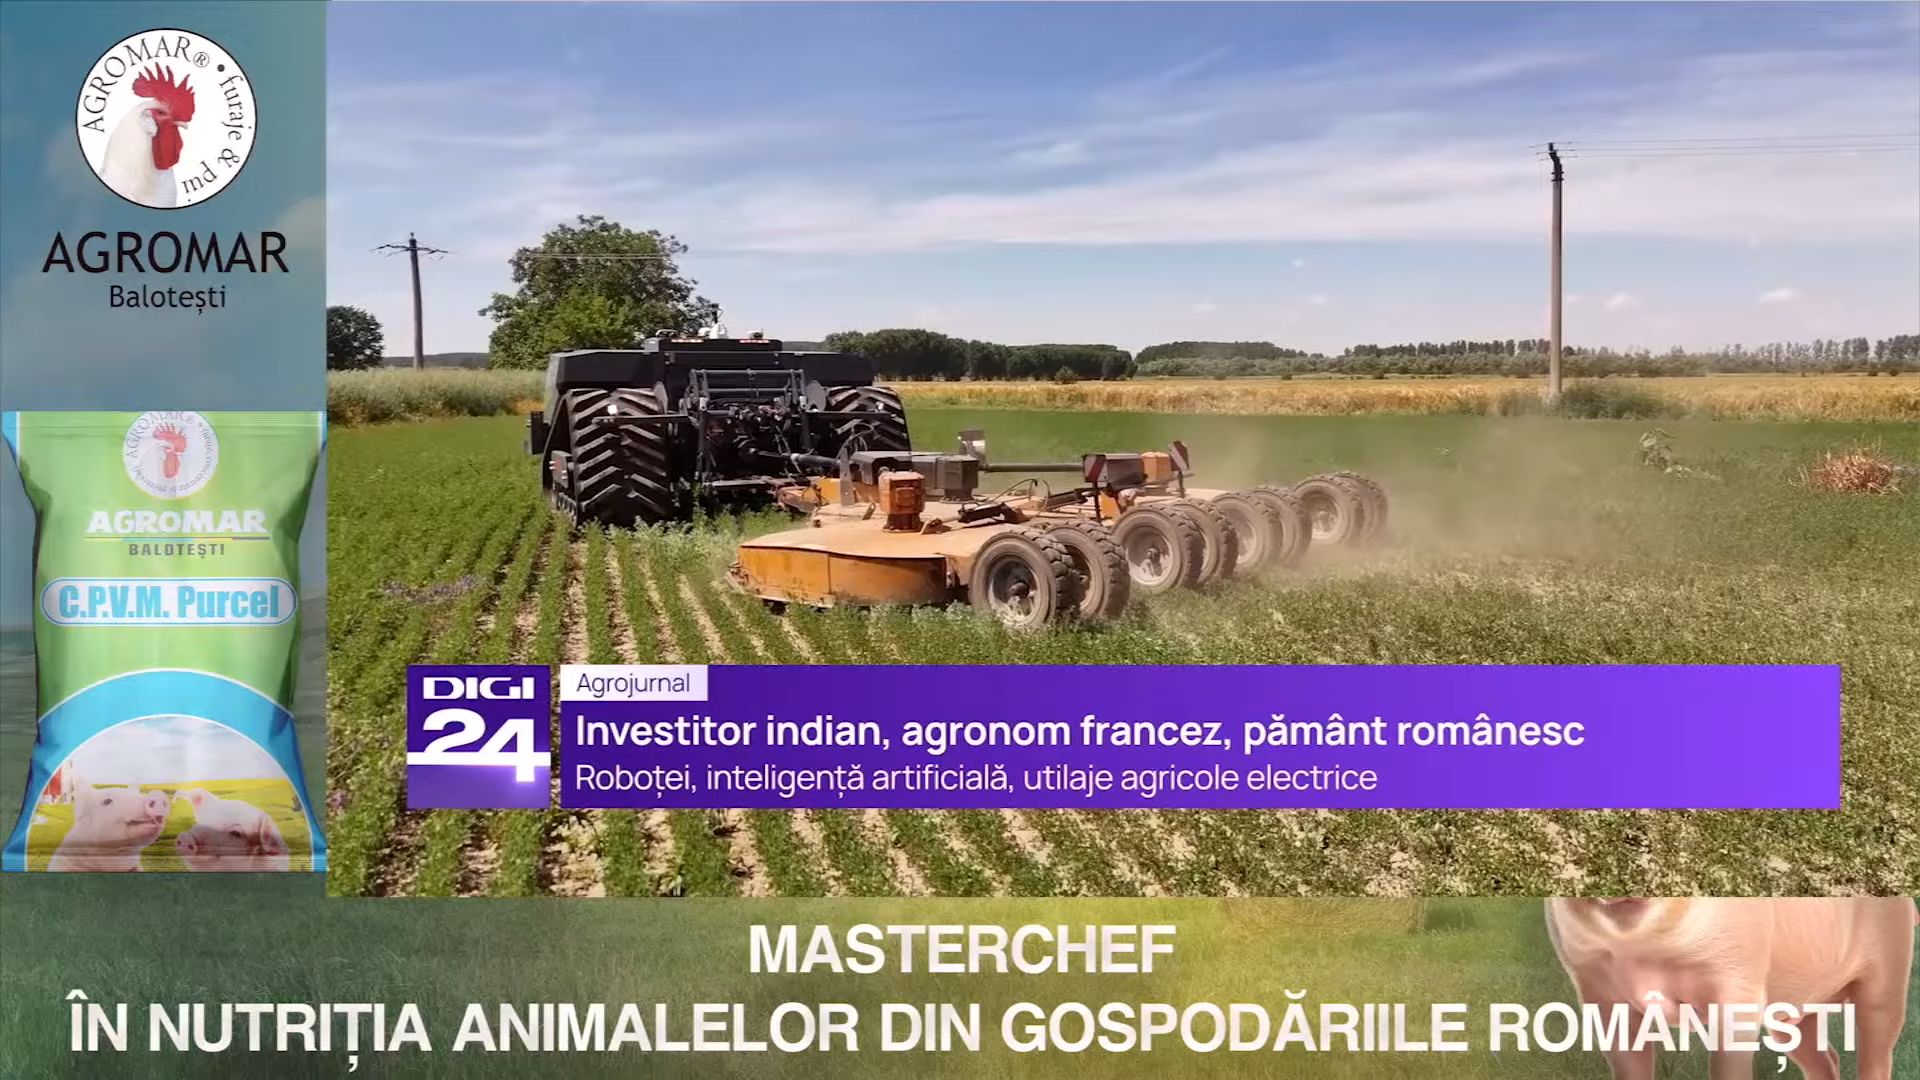 AGROMAR® • furaje & pui
AGROMAR
Balotești
AGROMAR
AGROMAR
BALOTEȘTI
C.P.V.M. Purcel
DIGI
24
Agrojurnal
Investitor indian, agronom francez, pământ românesc
Roboței, inteligență artificială, utilaje agricole electrice
MASTERCHEF
ÎN NUTRIȚIA ANIMALELOR DIN GOSPODĂRIILE ROMÂNEȘTI